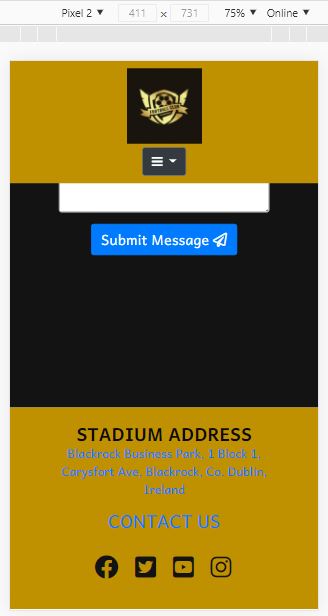 Pixel 2 ▼ 411 x 731 75% ▼ Online ▼
FOOTBALL CLUB
Submit Message
STADIUM ADDRESS
Blackrock Business Park, 1 Block 1,
Carysfort Ave, Blackrock, Co. Dublin,
Ireland
CONTACT US